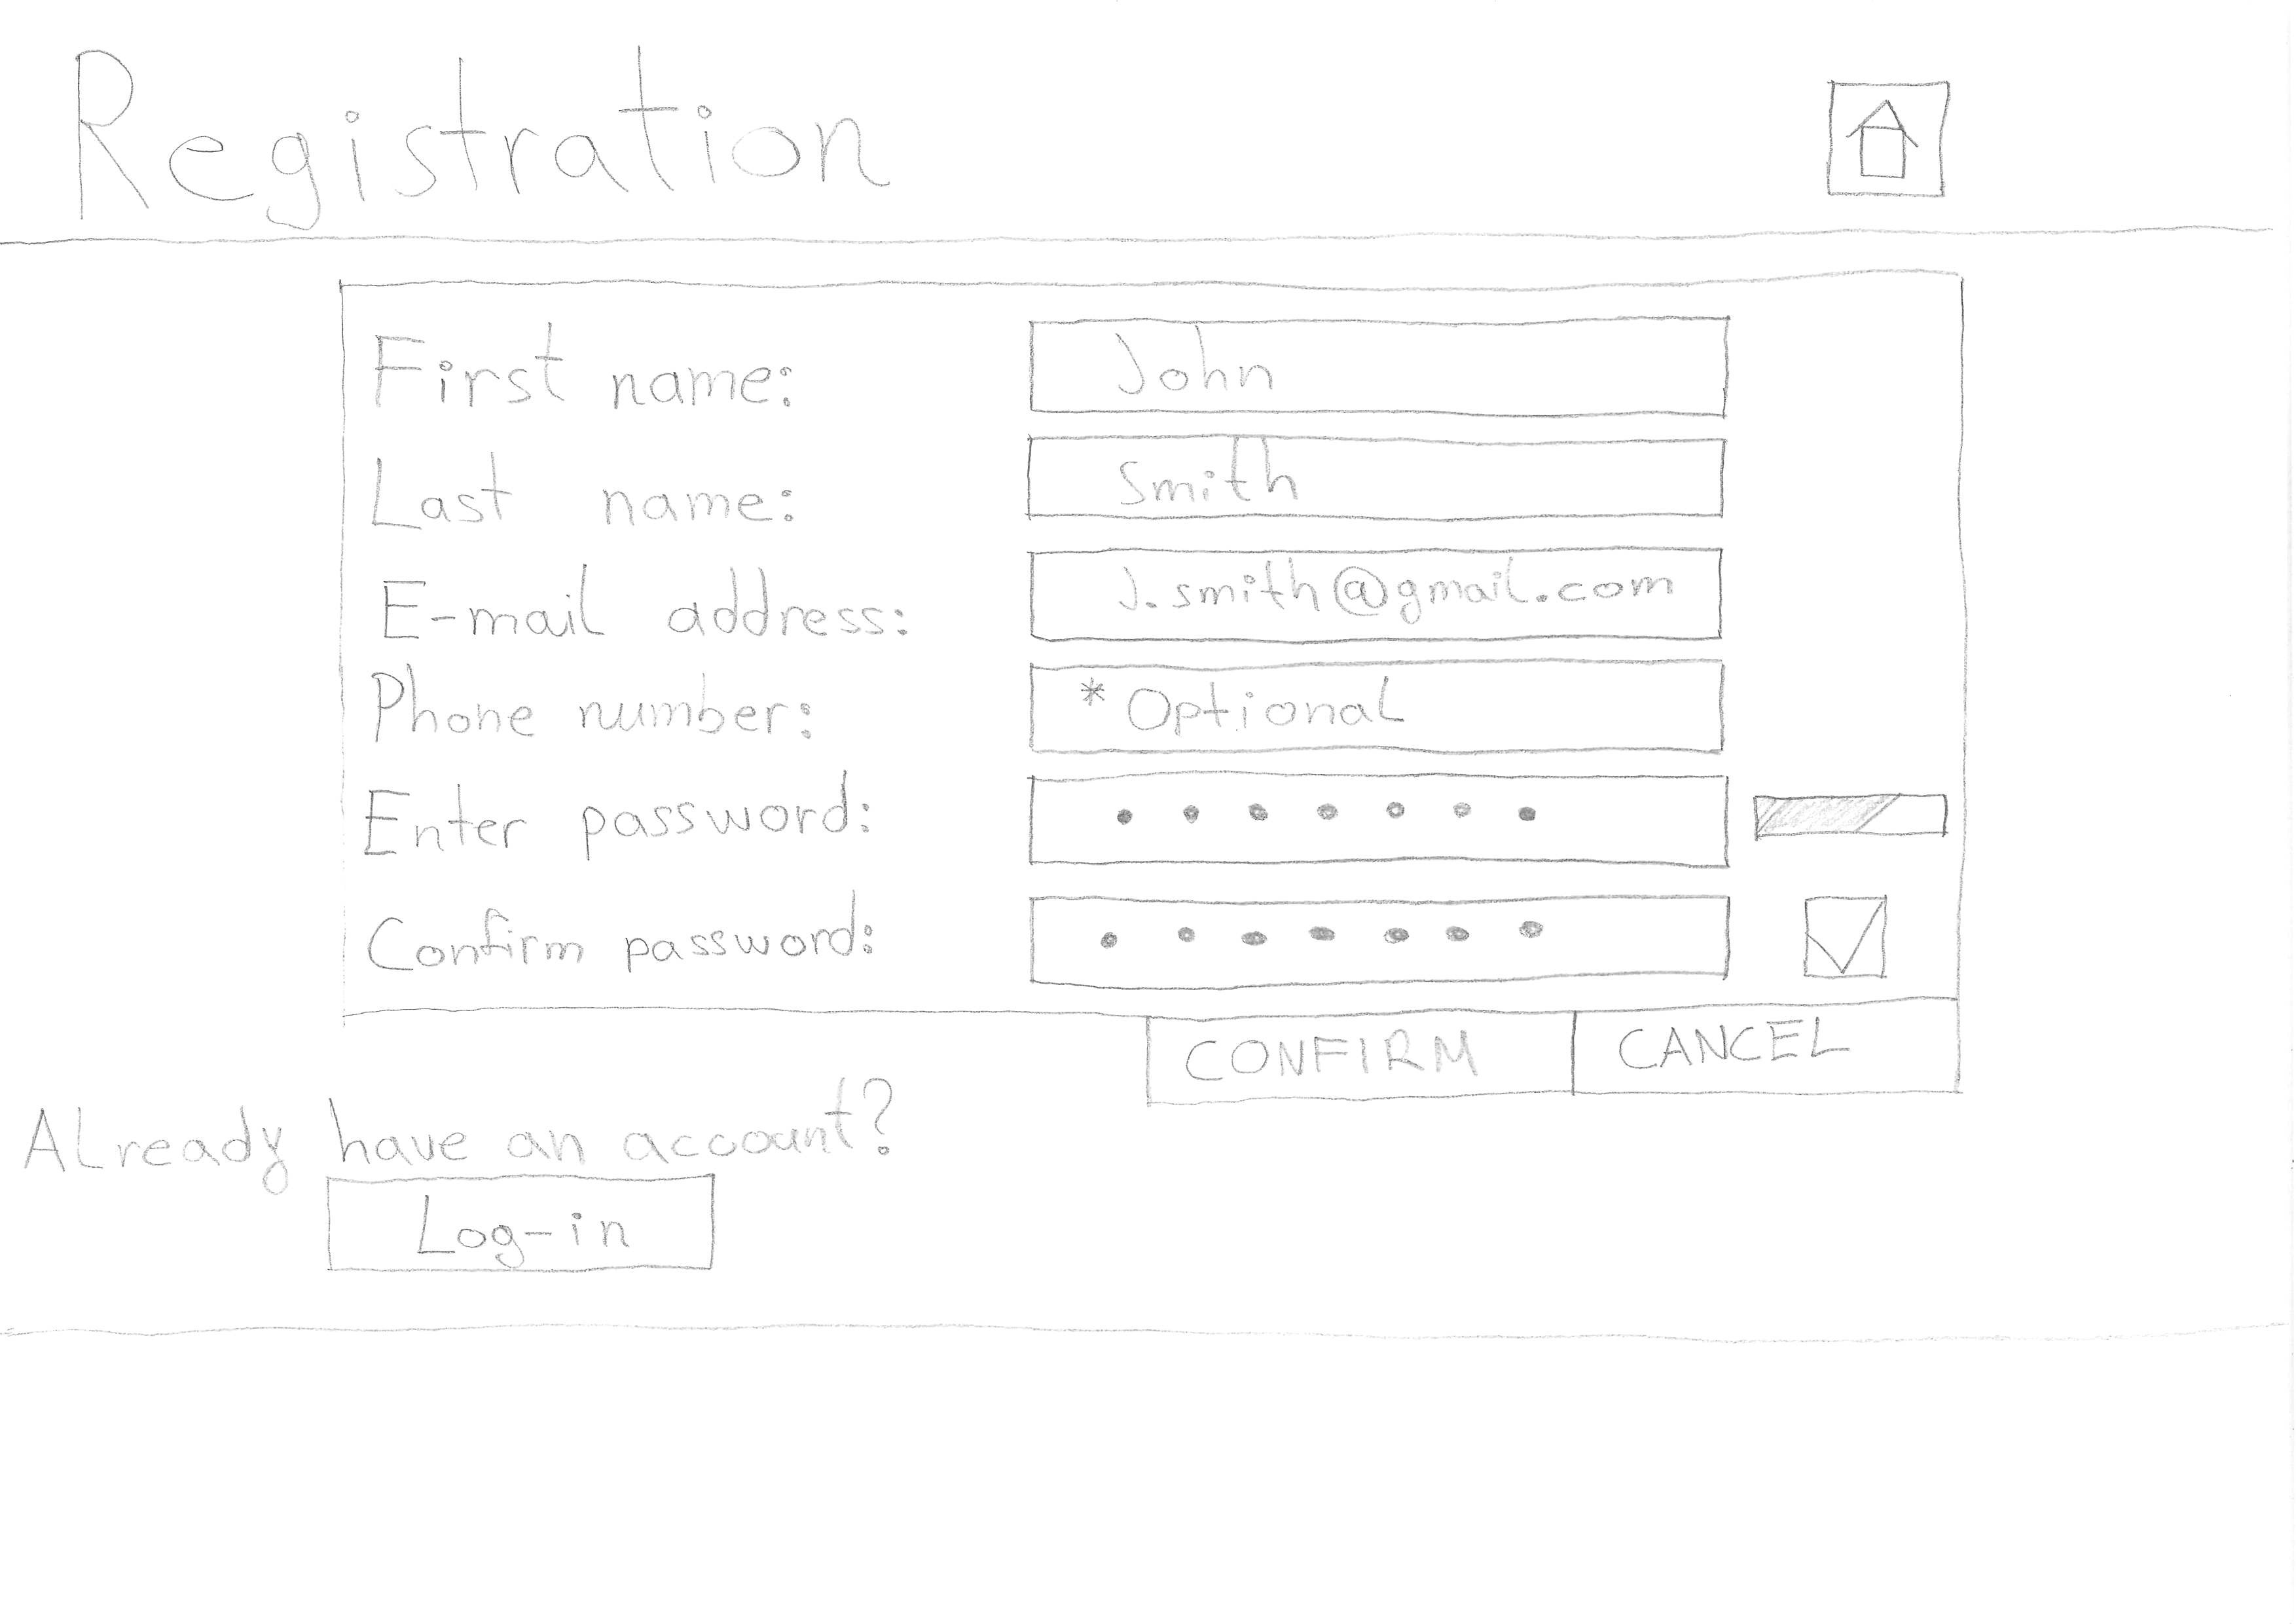 Registration
First name: John
Last name: Smith
E-mail address: J.smith@gmail.com
Phone number: * Optional
Enter password: • • • • • • •
Confirm password: • • • • • • •
CONFIRM CANCEL
Already have an account?
Log-in